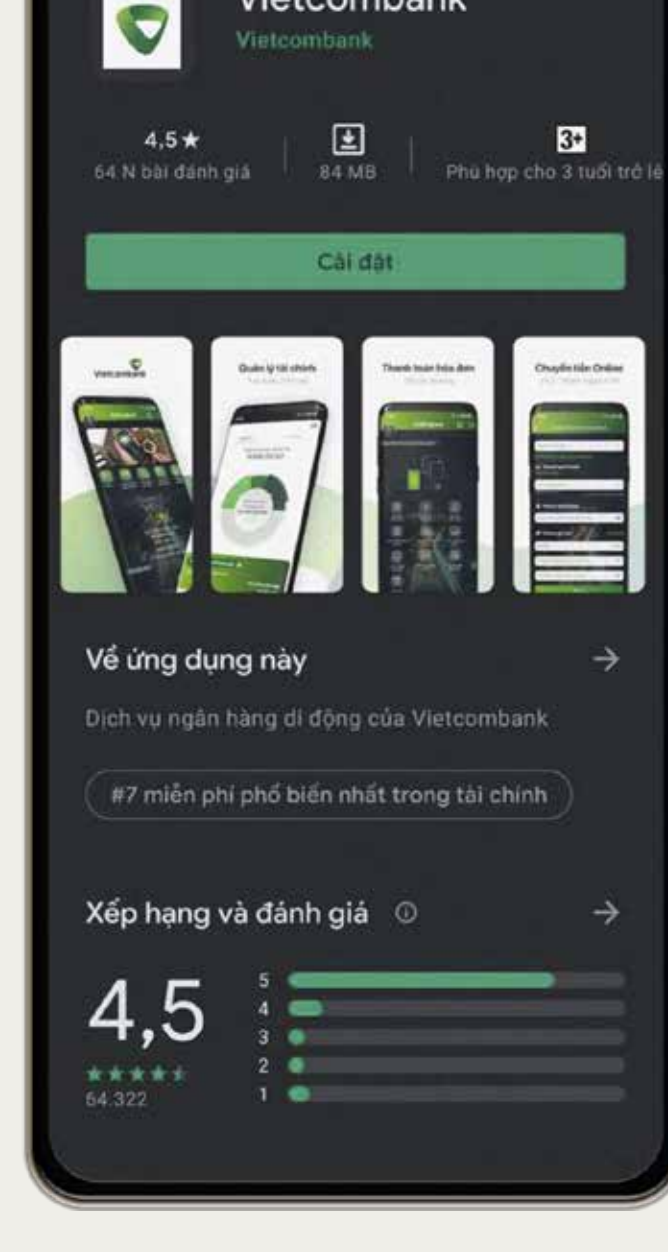 Vietcombank
Vietcombank
4,5★
64 N bài đánh giá
84 MB
3+
Phù hợp cho 3 tuổi trở lê
Cài đặt
Vietcombank
Quản lý tài chính
Thanh toán hóa đơn
Chuyển tiền Online
Về ứng dụng này
Dịch vụ ngân hàng di động của Vietcombank
#7 miễn phí phổ biến nhất trong tài chính
Xếp hạng và đánh giá
4,5
64.322
5
4
3
2
1